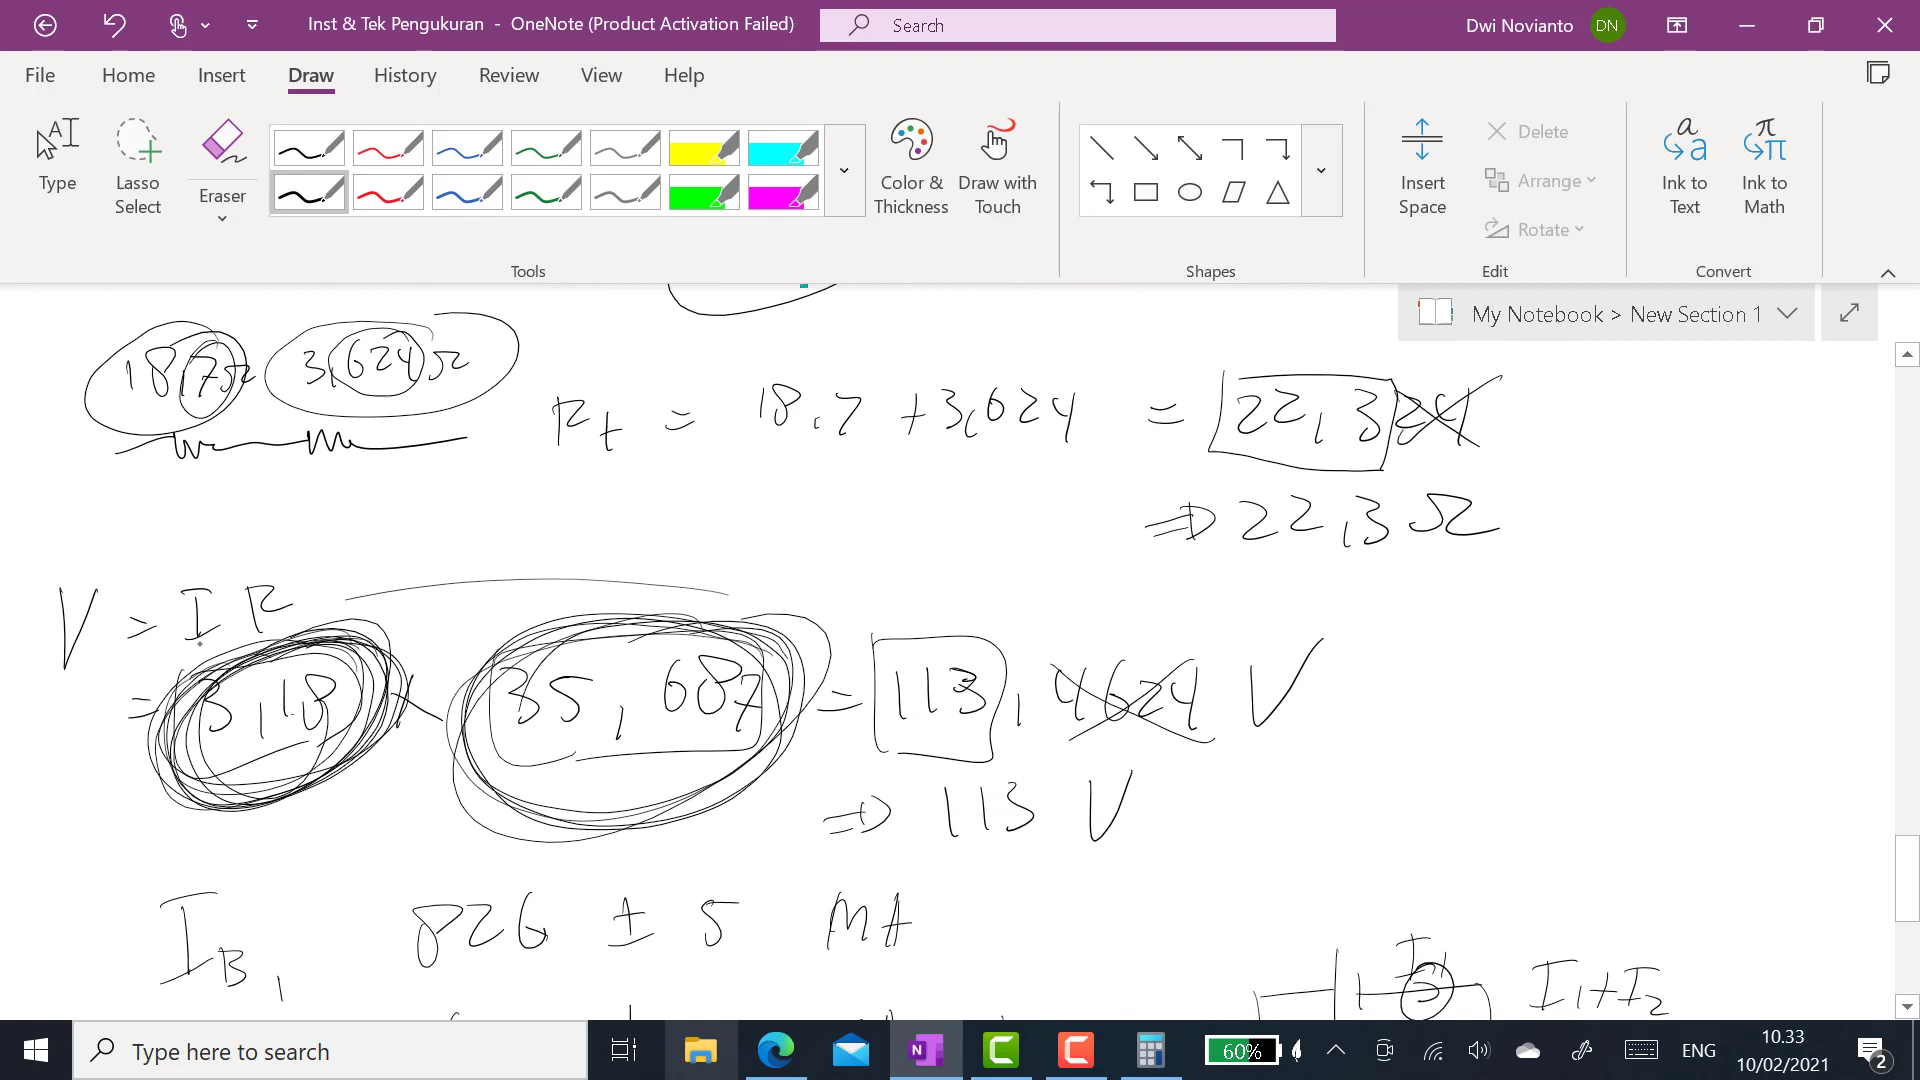 Inst & Tek Pengukuran - OneNote (Product Activation Failed)
Search
Dwi Novianto
DN
File
Home
Insert
Draw
History
Review
View
Help
Type
Lasso Select
Eraser
Color & Thickness
Draw with Touch
Insert Space
Delete
Arrange
Rotate
Ink to Text
Ink to Math
Tools
Shapes
Edit
Convert
My Notebook > New Section 1
18,7Ω 3,624Ω
Rt = 18,7 + 3,624 = 22,324
⇒ 22,3 Ω
V = I R
= 3,18 × 35,687 = 113,4624 V
⇒ 113 V
IB1 826 ± 5 MA
I1
I1+I2
Type here to search
60%
ENG
10.33
10/02/2021
2